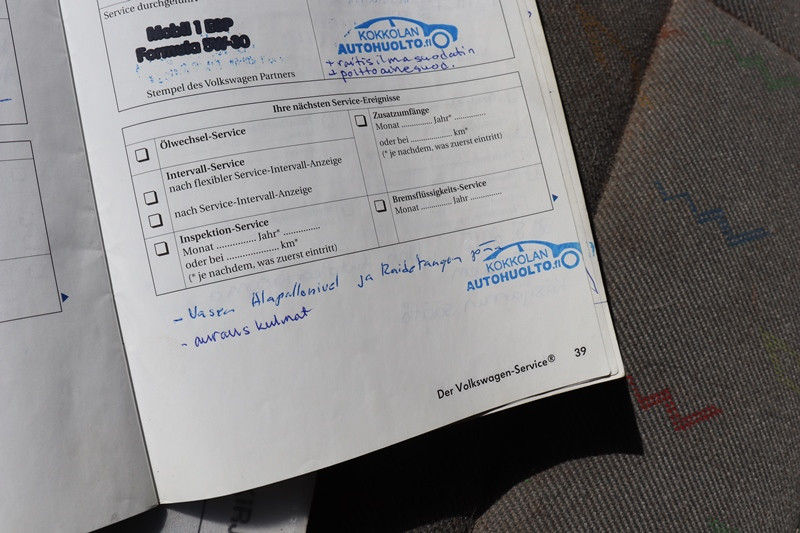 Service durchgeführt
Mobil 1 ESP
Formula 5W-30
Stempel des Volkswagen Partners
KOKKOLAN
AUTOHUOLTO.fi
+ raitisilmasuodatin
+ polttoainesuod.
Ihre nächsten Service-Ereignisse
Ölwechsel-Service
Intervall-Service
nach flexibler Service-Intervall-Anzeige
nach Service-Intervall-Anzeige
Inspektion-Service
Monat .............. Jahr* .............
oder bei .................. km*
(* je nachdem, was zuerst eintritt)
Zusatzumfänge
Monat ........... Jahr* ...........
oder bei ............... km*
(* je nachdem, was zuerst eintritt)
Bremsflüssigkeits-Service
Monat ........... Jahr ...........
- Vasen Alapallonivel ja Raidetangon
KOKKOLAN
AUTOHUOLTO.fi
- auraus kulmat
Der Volkswagen-Service® 39